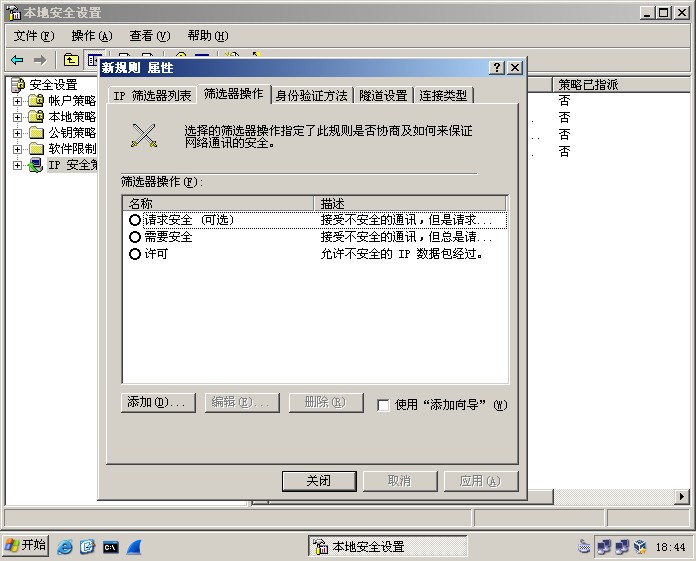 本地安全设置
文件(F) 操作(A) 查看(V) 帮助(H)
新规则 属性
安全设置
帐户策略
本地策略
公钥策略
软件限制
IP 安全策
策略已指派
否
否
否
IP 筛选器列表 筛选器操作 身份验证方法 隧道设置 连接类型
选择的筛选器操作指定了此规则是否协商及如何来保证
网络通讯的安全。
筛选器操作(F):
名称 描述
请求安全 (可选) 接受不安全的通讯，但是请求...
需要安全 接受不安全的通讯，但总是请...
许可 允许不安全的 IP 数据包经过。
添加(D)... 编辑(E)... 删除(R) 使用“添加向导” (W)
关闭 取消 应用(A)
开始 本地安全设置 18:44